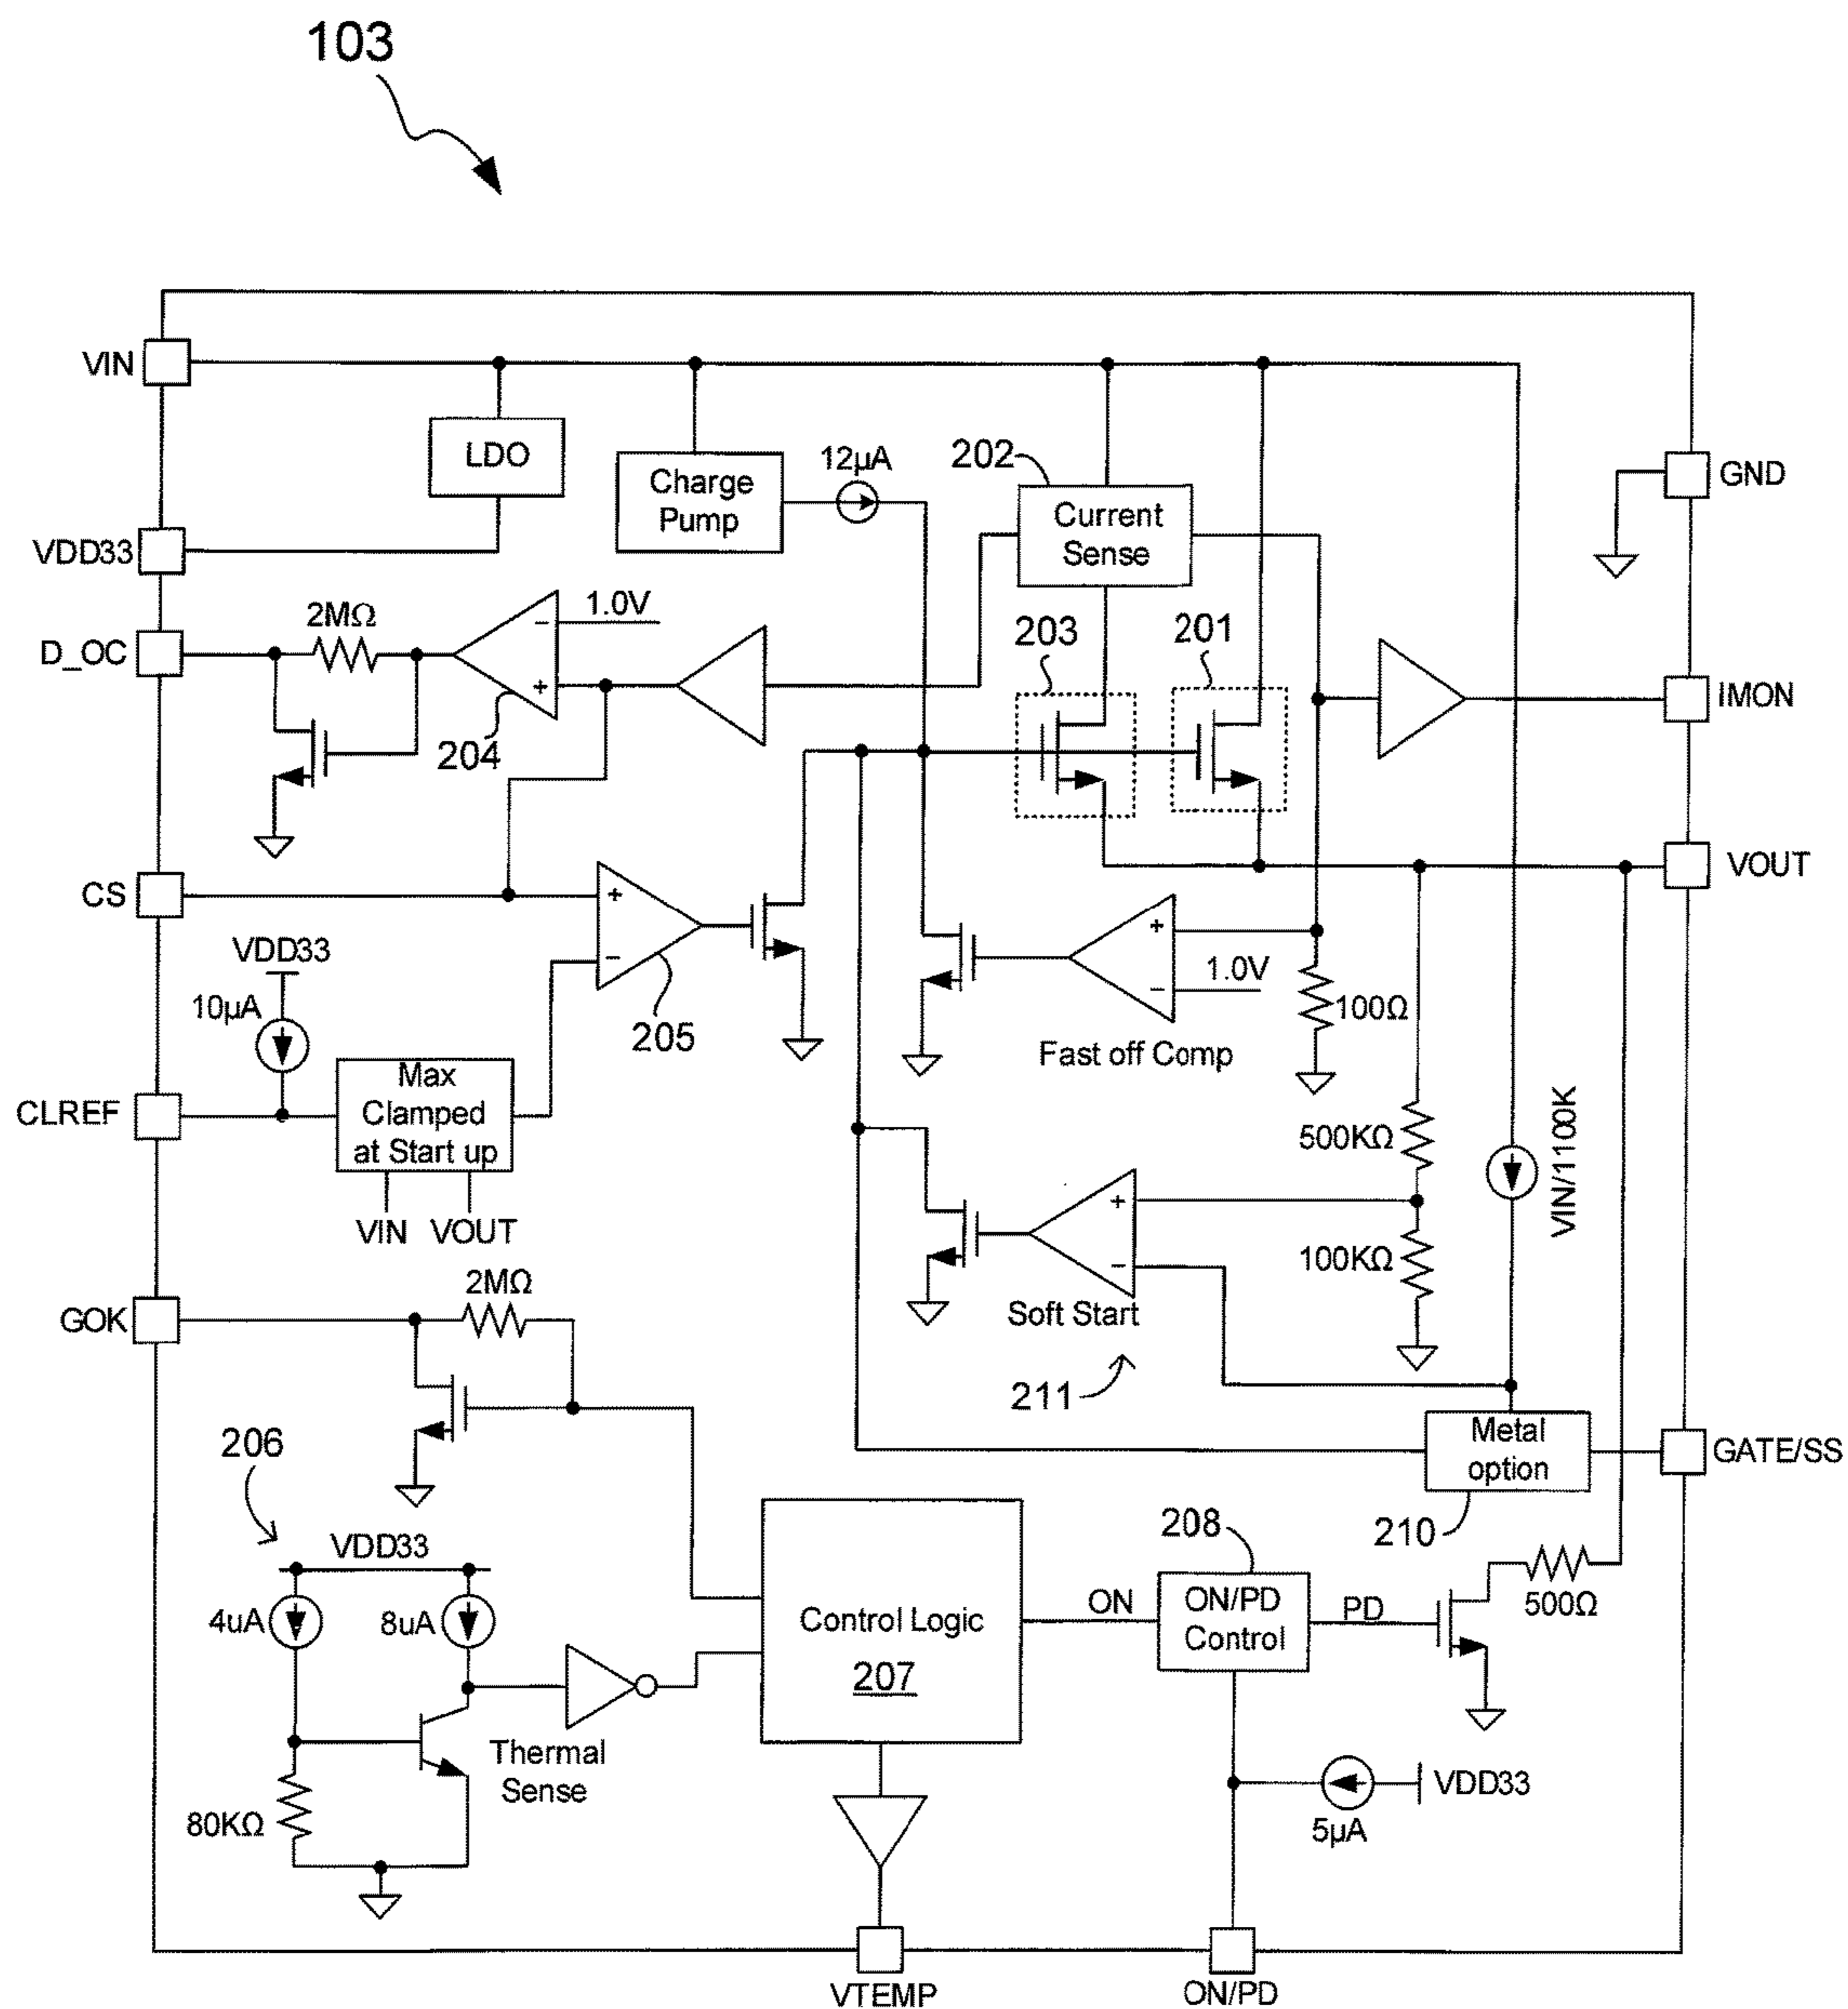 103
VIN
LDO
Charge
Pump
12µA
202
Current
Sense
GND
VDD33
2MΩ
1.0V
D_OC
204
203
201
IMON
VOUT
CS
VDD33
10µA
205
1.0V
100Ω
Fast off Comp
CLREF
Max
Clamped
at Start up
VIN
VOUT
500KΩ
VIN/1100K
100KΩ
Soft Start
211
GOK
2MΩ
Metal
option
GATE/SS
210
206
VDD33
4uA
8uA
Control Logic
207
208
ON
ON/PD
Control
PD
500Ω
Thermal
Sense
80KΩ
5µA
VDD33
VTEMP
ON/PD
+
-
+
-
+
-
+
-